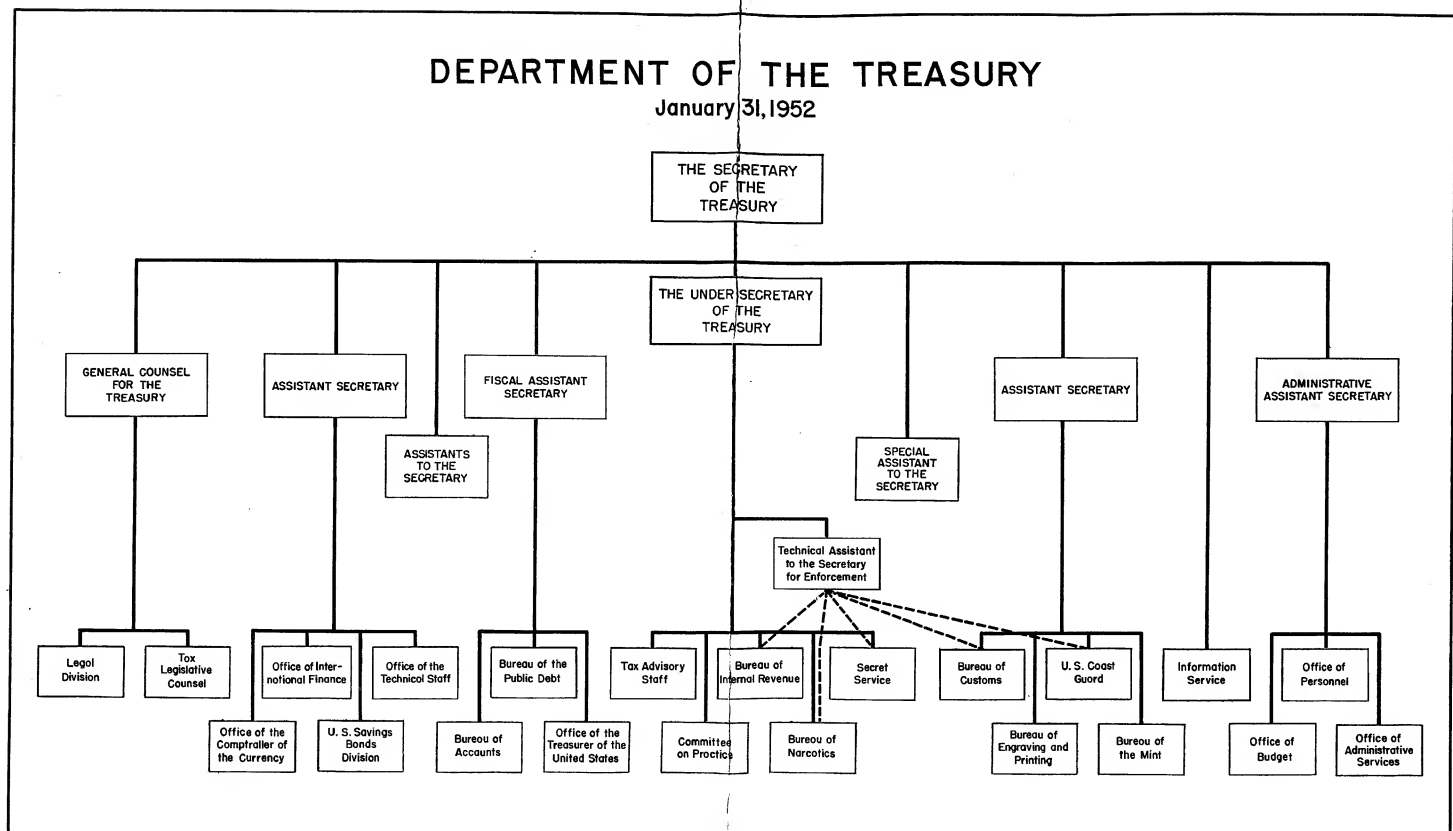 DEPARTMENT OF THE TREASURY
January 31, 1952
THE SECRETARY
OF THE
TREASURY
THE UNDER SECRETARY
OF THE
TREASURY
GENERAL COUNSEL
FOR THE
TREASURY
ASSISTANT SECRETARY
FISCAL ASSISTANT
SECRETARY
ASSISTANT SECRETARY
ADMINISTRATIVE
ASSISTANT SECRETARY
ASSISTANTS
TO THE
SECRETARY
SPECIAL
ASSISTANT
TO THE
SECRETARY
Technical Assistant
to the Secretary
for Enforcement
Legal
Division
Tax
Legislative
Counsel
Office of Inter-
national Finance
Office of the
Technical Staff
Bureau of the
Public Debt
Tax Advisory
Staff
Bureau of
Internal Revenue
Secret
Service
Bureau of
Customs
U. S. Coast
Guard
Information
Service
Office of
Personnel
Office of the
Comptroller of
the Currency
U. S. Savings
Bonds
Division
Bureau of
Accounts
Office of the
Treasurer of the
United States
Committee
on Practice
Bureau of
Narcotics
Bureau of
Engraving and
Printing
Bureau of
the Mint
Office of
Budget
Office of
Administrative
Services